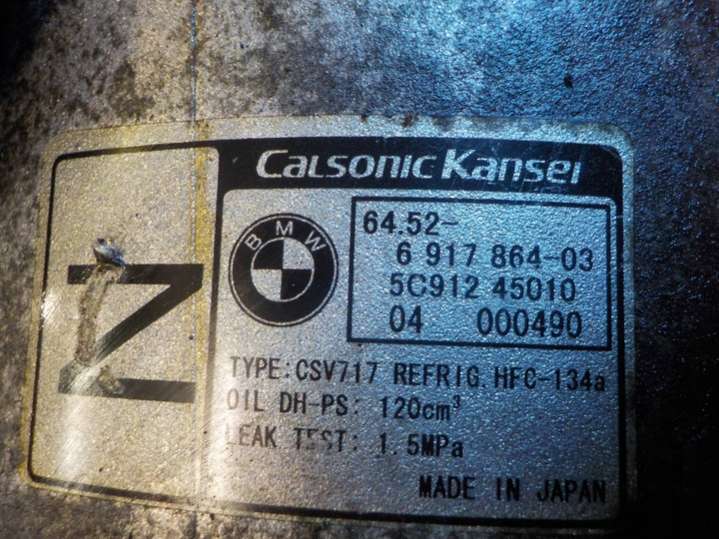 Calsonic Kansei
BMW
64.52-
6 917 864-03
5C912 45010
04 000490
N
TYPE:CSV717 REFRIG.HFC-134a
OIL DH-PS: 120cm³
LEAK TEST: 1.5MPa
MADE IN JAPAN